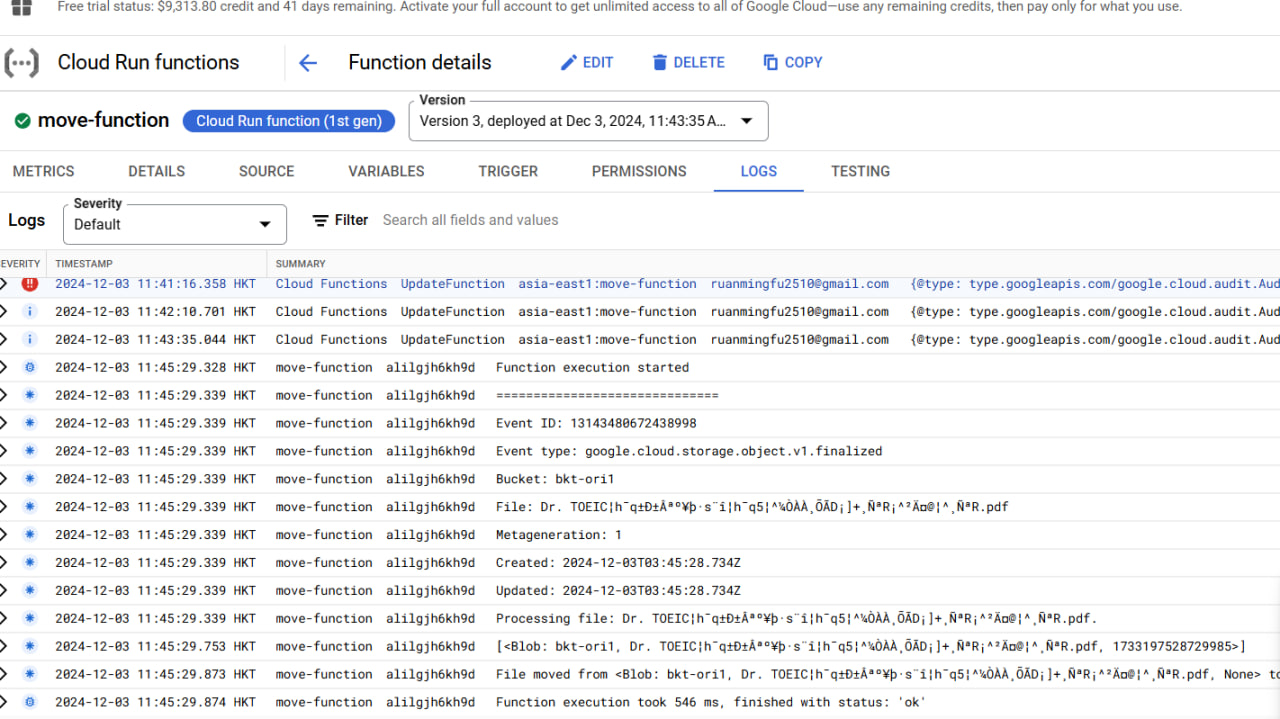 Free trial status: $9,313.80 credit and 41 days remaining. Activate your full account to get unlimited access to all of Google Cloud—use any remaining credits, then pay only for what you use.
Cloud Run functions
Function details
EDIT
DELETE
COPY
move-function
Cloud Run function (1st gen)
Version
Version 3, deployed at Dec 3, 2024, 11:43:35 A...
METRICS DETAILS SOURCE VARIABLES TRIGGER PERMISSIONS LOGS TESTING
Logs
Severity
Default
Filter Search all fields and values
EVERITY TIMESTAMP SUMMARY
2024-12-03 11:41:16.358 HKT Cloud Functions UpdateFunction asia-east1:move-function ruanmingfu2510@gmail.com {@type: type.googleapis.com/google.cloud.audit.Aud
2024-12-03 11:42:10.701 HKT Cloud Functions UpdateFunction asia-east1:move-function ruanmingfu2510@gmail.com {@type: type.googleapis.com/google.cloud.audit.Aud
2024-12-03 11:43:35.044 HKT Cloud Functions UpdateFunction asia-east1:move-function ruanmingfu2510@gmail.com {@type: type.googleapis.com/google.cloud.audit.Aud
2024-12-03 11:45:29.328 HKT move-function alilgjh6kh9d Function execution started
2024-12-03 11:45:29.339 HKT move-function alilgjh6kh9d ==============================
2024-12-03 11:45:29.339 HKT move-function alilgjh6kh9d Event ID: 13143480672438998
2024-12-03 11:45:29.339 HKT move-function alilgjh6kh9d Event type: google.cloud.storage.object.v1.finalized
2024-12-03 11:45:29.339 HKT move-function alilgjh6kh9d Bucket: bkt-ori1
2024-12-03 11:45:29.339 HKT move-function alilgjh6kh9d File: Dr. TOEIC¦h¯q±Ð±Âªº¥þ·s¨î¦h¯q5¦^¼ÒÀÀ¸ÕÃD¡]+¸ÑªR¡^²Ä¤@¦^¸ÑªR.pdf
2024-12-03 11:45:29.339 HKT move-function alilgjh6kh9d Metageneration: 1
2024-12-03 11:45:29.339 HKT move-function alilgjh6kh9d Created: 2024-12-03T03:45:28.734Z
2024-12-03 11:45:29.339 HKT move-function alilgjh6kh9d Updated: 2024-12-03T03:45:28.734Z
2024-12-03 11:45:29.339 HKT move-function alilgjh6kh9d Processing file: Dr. TOEIC¦h¯q±Ð±Âªº¥þ·s¨î¦h¯q5¦^¼ÒÀÀ¸ÕÃD¡]+¸ÑªR¡^²Ä¤@¦^¸ÑªR.pdf.
2024-12-03 11:45:29.753 HKT move-function alilgjh6kh9d [<Blob: bkt-ori1, Dr. TOEIC¦h¯q±Ð±Âªº¥þ·s¨î¦h¯q5¦^¼ÒÀÀ¸ÕÃD¡]+¸ÑªR¡^²Ä¤@¦^¸ÑªR.pdf, 1733197528729985>]
2024-12-03 11:45:29.873 HKT move-function alilgjh6kh9d File moved from <Blob: bkt-ori1, Dr. TOEIC¦h¯q±Ð±Âªº¥þ·s¨î¦h¯q5¦^¼ÒÀÀ¸ÕÃD¡]+¸ÑªR¡^²Ä¤@¦^¸ÑªR.pdf, None> to
2024-12-03 11:45:29.874 HKT move-function alilgjh6kh9d Function execution took 546 ms, finished with status: 'ok'